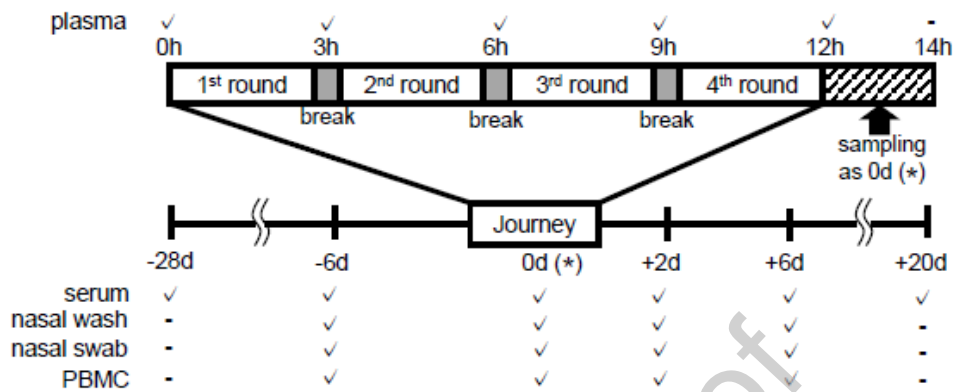 plasma ✓ ✓ ✓ ✓ ✓ -
0h 3h 6h 9h 12h 14h
1st round 2nd round 3rd round 4th round
break break break
sampling
as 0d (*)
Journey
-28d -6d 0d (*) +2d +6d +20d
serum ✓ ✓ ✓ ✓ ✓ ✓
nasal wash - ✓ ✓ ✓ ✓ -
nasal swab - ✓ ✓ ✓ ✓ -
PBMC - ✓ ✓ ✓ ✓ -
of